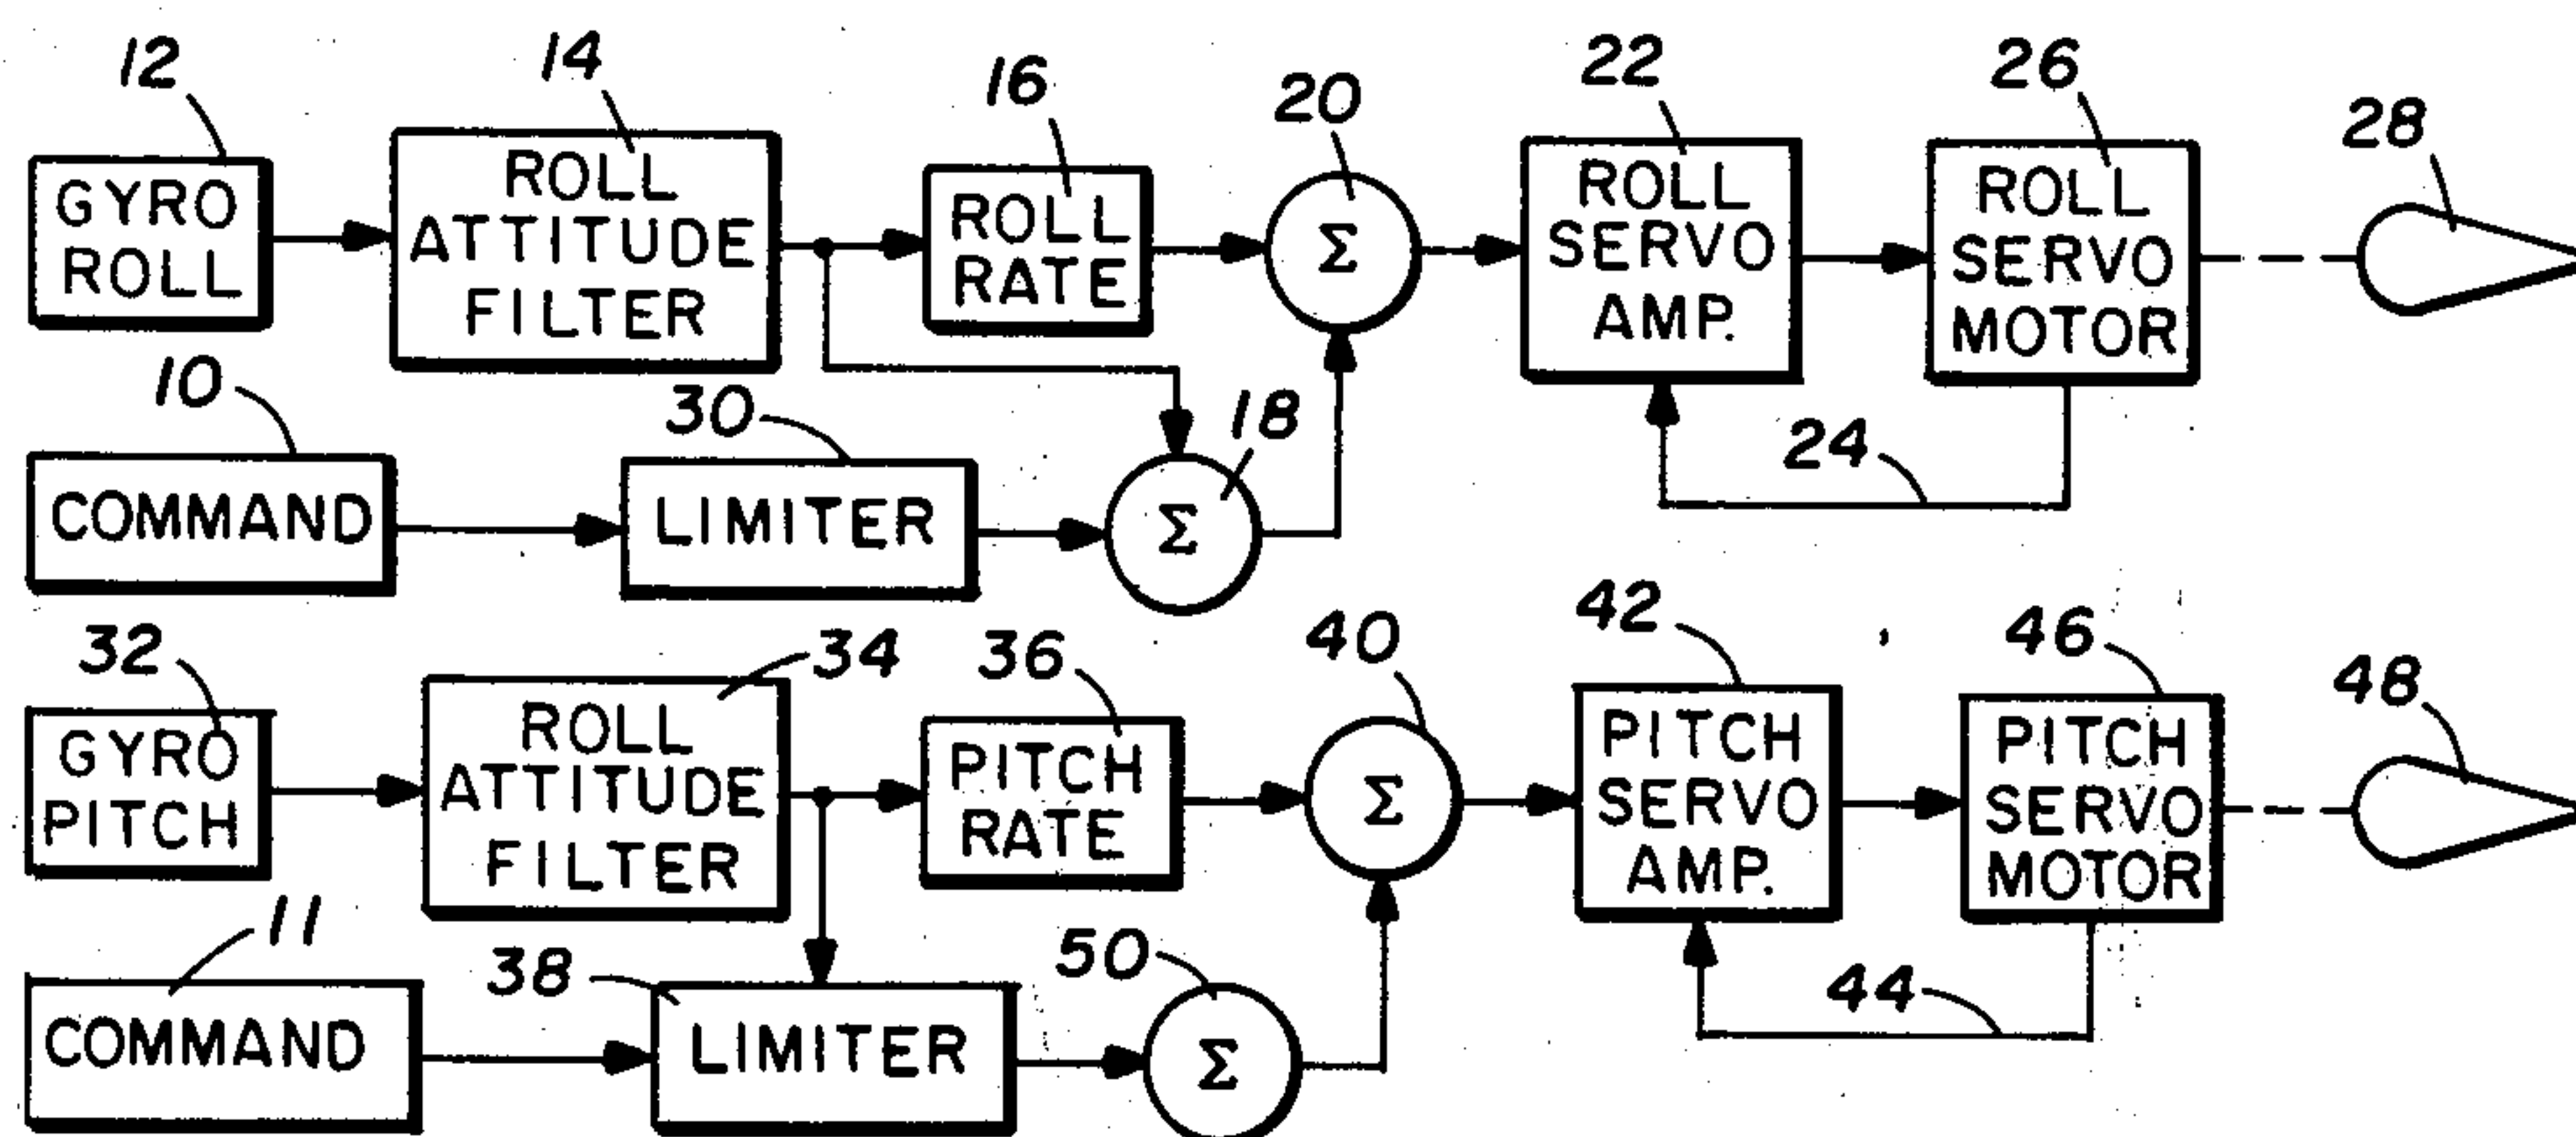 12
14
16
20
22
26
28
GYRO
ROLL
ROLL
ATTITUDE
FILTER
ROLL
RATE
Σ
ROLL
SERVO
AMP.
ROLL
SERVO
MOTOR
10
30
18
24
COMMAND
LIMITER
Σ
32
34
36
40
42
46
48
GYRO
PITCH
ROLL
ATTITUDE
FILTER
PITCH
RATE
Σ
PITCH
SERVO
AMP.
PITCH
SERVO
MOTOR
11
38
50
44
COMMAND
LIMITER
Σ